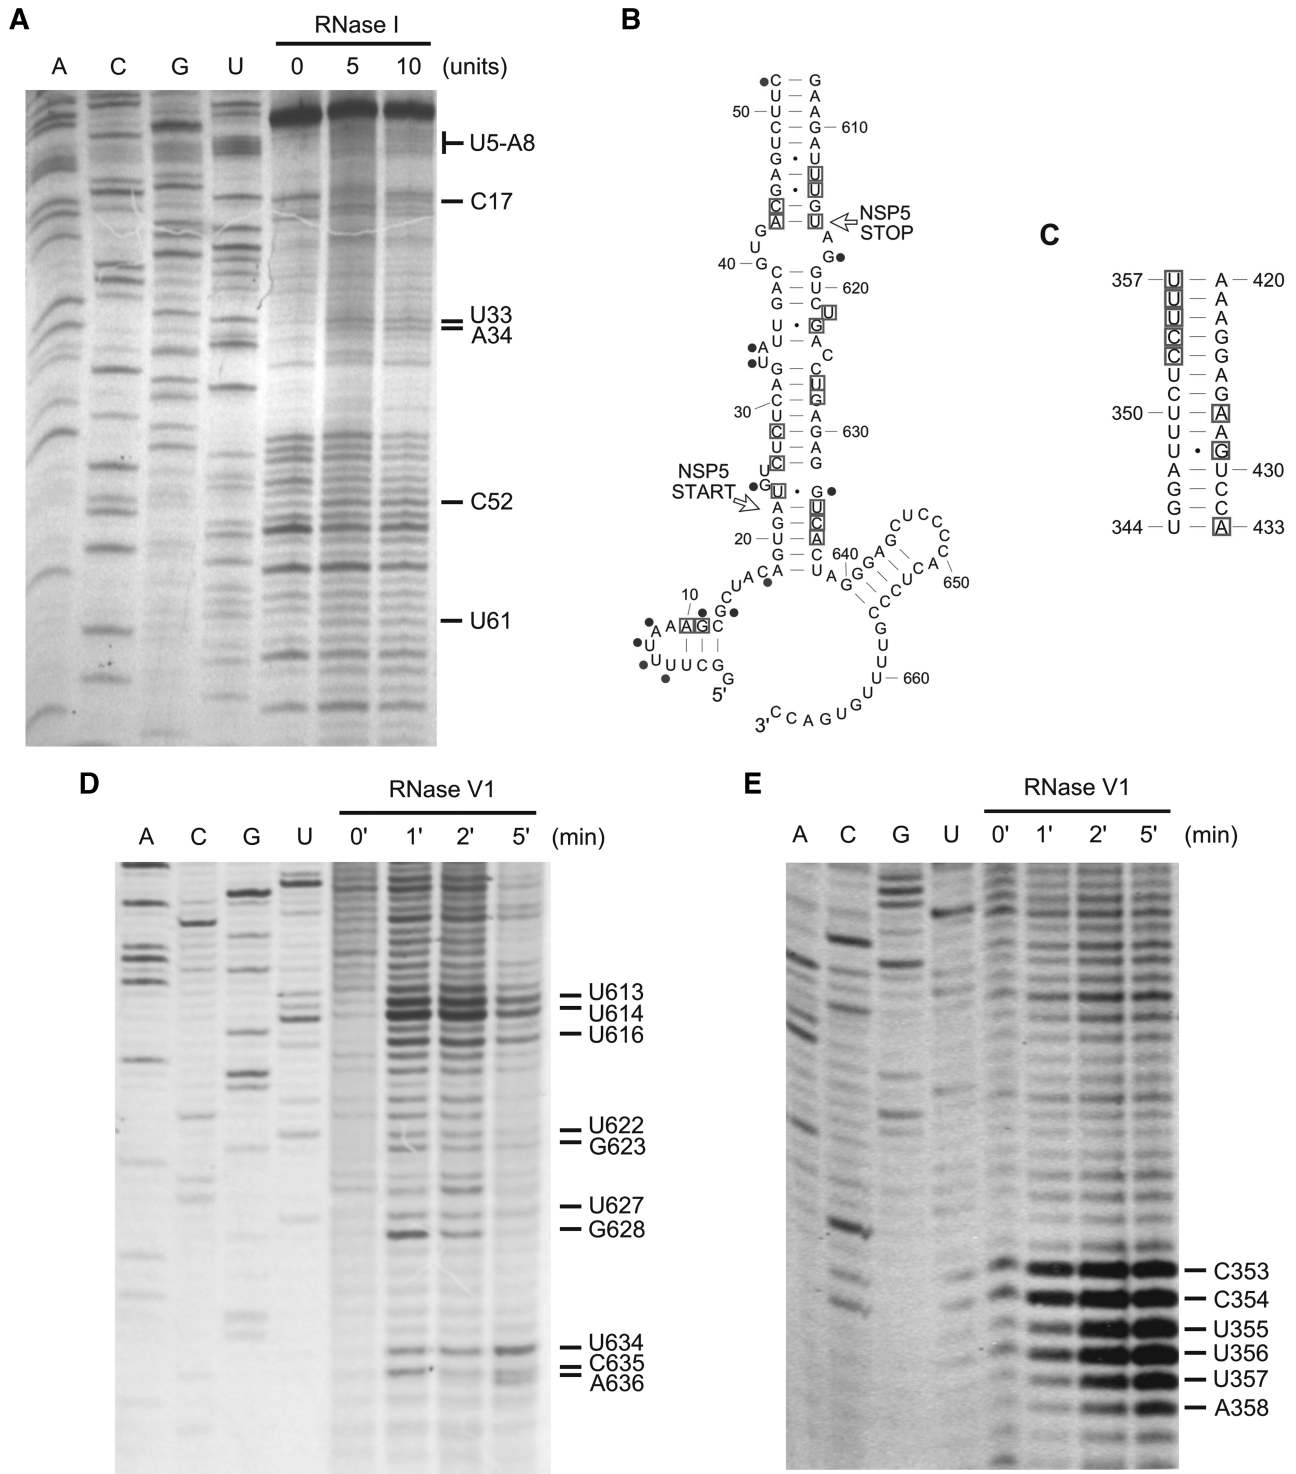 A
RNase I
A C G U 0 5 10 (units)
U5-A8
C17
U33
A34
C52
U61
B
C — G
U — A
50 — U — A
C — G — 610
U — A
G • U
A — U
G • U
C — G
A — U
NSP5
STOP
G A
U G
40 — G
C — G
A — U — 620
G — C
U
U • G
U — A
A C
U
G — C
A — U
C — G
30 U — A
C — G — 630
U — A
C — G
U
G
NSP5
START
U • G
A — U
G — C
20 — U — A
G — C
A — U
A G G G A G C U C C C C A C U C C C G U U U U G U G A C C 3'
640
650
660
A C A U C G C G A A A U U U U U C G G 5'
10
C
357 — U — A — 420
U — A
U — A
C — G
C — G
U — A
C — G
350 — U — A
U — A
U • G
A — U — 430
G — C
G — C
344 — U — A — 433
D
RNase V1
A C G U 0' 1' 2' 5' (min)
U613
U614
U616
U622
G623
U627
G628
U634
C635
A636
E
RNase V1
A C G U 0' 1' 2' 5' (min)
C353
C354
U355
U356
U357
A358